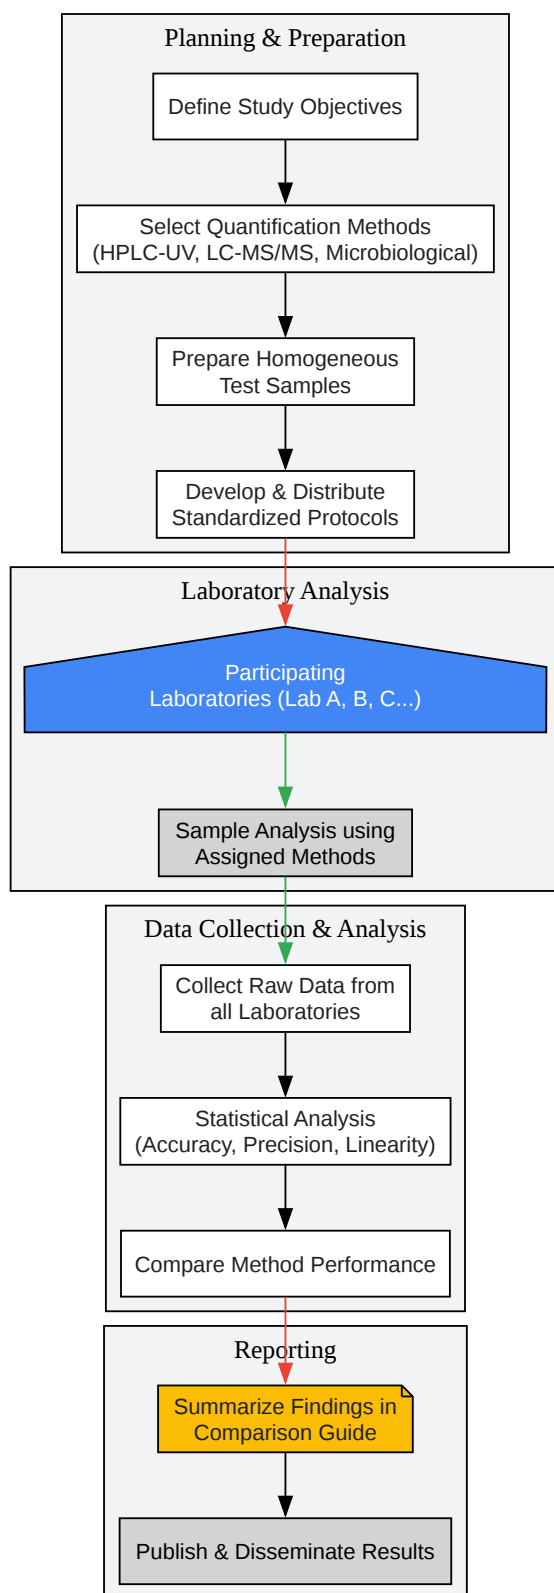 Planning & Preparation
Define Study Objectives
Select Quantification Methods
(HPLC-UV, LC-MS/MS, Microbiological)
Prepare Homogeneous
Test Samples
Develop & Distribute
Standardized Protocols
Laboratory Analysis
Participating
Laboratories (Lab A, B, C...)
Sample Analysis using
Assigned Methods
Data Collection & Analysis
Collect Raw Data from
all Laboratories
Statistical Analysis
(Accuracy, Precision, Linearity)
Compare Method Performance
Reporting
Summarize Findings in
Comparison Guide
Publish & Disseminate Results